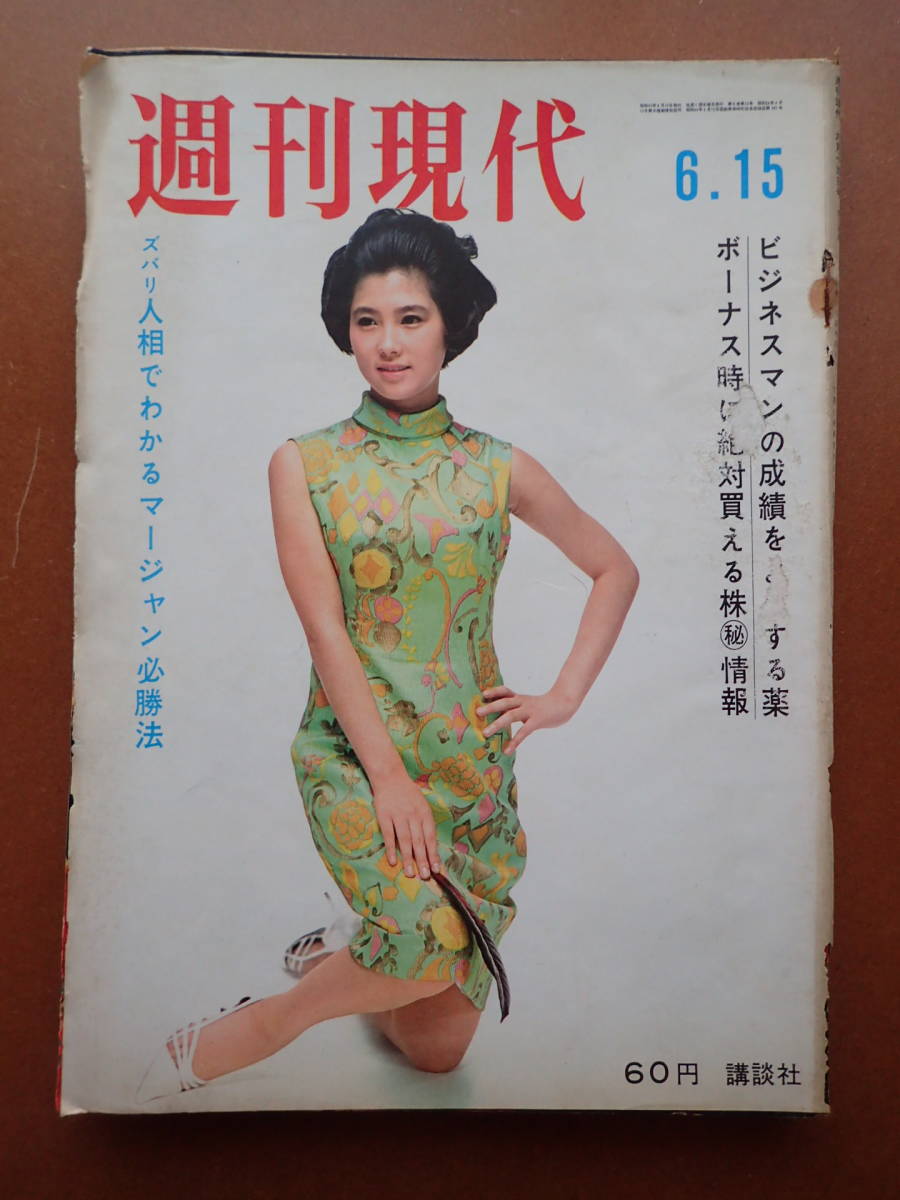 週刊現代
6.15
ビジネスマンの成績を
する薬
ボーナス時に絶対買える株㊙情報
ズバリ人相でわかるマージャン必勝法
60円 講談社